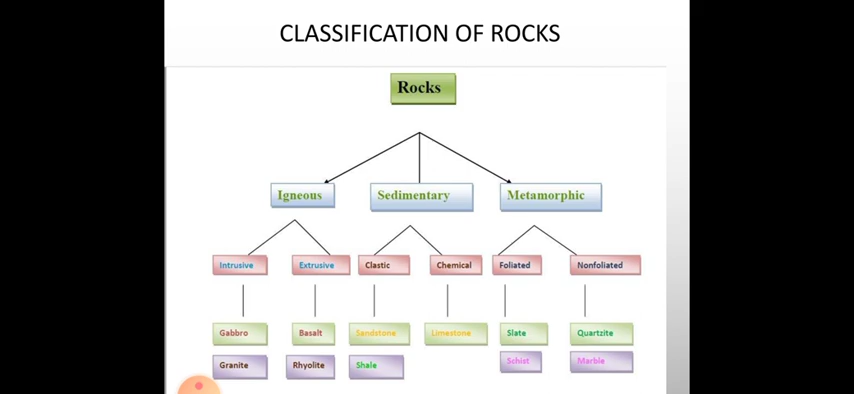 CLASSIFICATION OF ROCKS
Rocks
Igneous Sedimentary Metamorphic
Intrusive Extrusive Clastic Chemical Foliated Nonfoliated
Gabbro Basalt Sandstone Limestone Slate Quartzite
Granite Rhyolite Shale Schist Marble